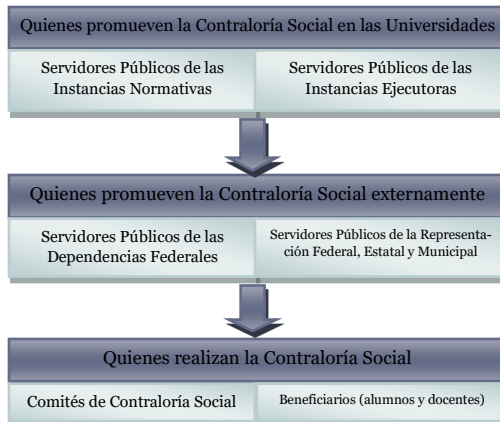 Quienes promueven la Contraloría Social en las Universidades
Servidores Públicos de las
Instancias Normativas
Servidores Públicos de las
Instancias Ejecutoras
Quienes promueven la Contraloría Social externamente
Servidores Públicos de las
Dependencias Federales
Servidores Públicos de la Representa-
ción Federal, Estatal y Municipal
Quienes realizan la Contraloría Social
Comités de Contraloría Social
Beneficiarios (alumnos y docentes)